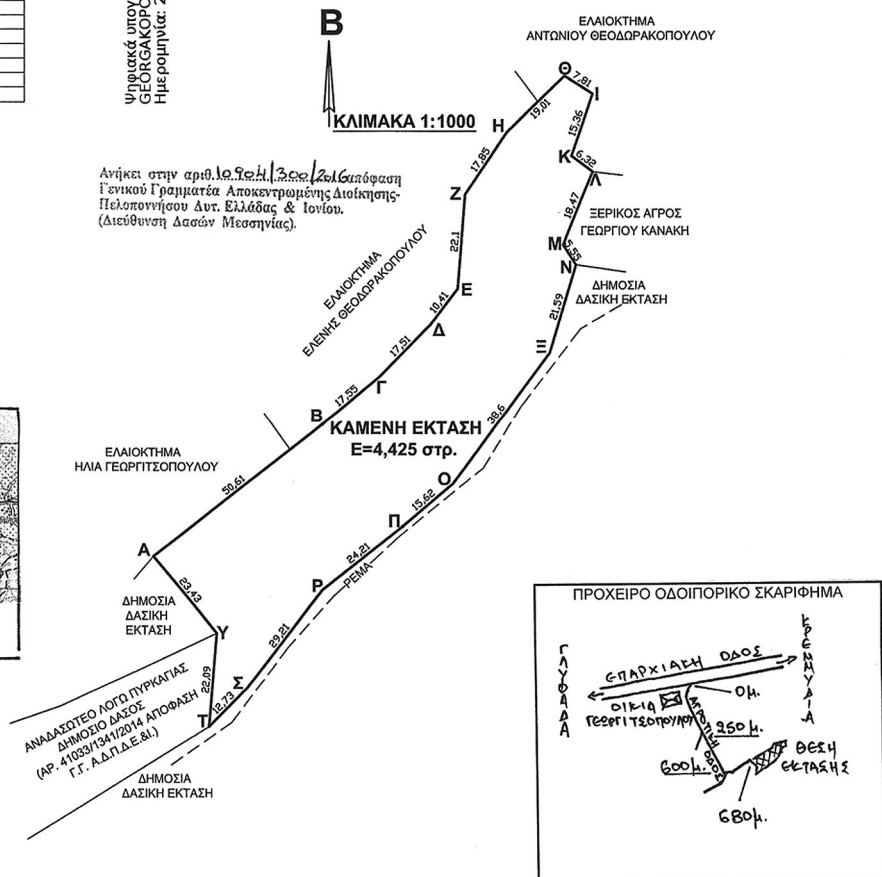 Ψηφιακά υπογ
GEORGAKOPO
Ημερομηνία: 2
Β
ΚΛΙΜΑΚΑ 1:1000
Ανήκει στην αριθ.10904/300/2016απόφαση
Γενικού Γραμματέα Αποκεντρωμένης Διοίκησης-
Πελοποννήσου Δυτ. Ελλάδας & Ιονίου.
(Διεύθυνση Δασών Μεσσηνίας).
ΕΛΑΙΟΚΤΗΜΑ
ΑΝΤΩΝΙΟΥ ΘΕΟΔΩΡΑΚΟΠΟΥΛΟΥ
Θ
7,81
Ι
19,01
15,36
Η
Κ
6,32
Λ
17,85
18,47
ΞΕΡΙΚΟΣ ΑΓΡΟΣ
ΓΕΩΡΓΙΟΥ ΚΑΝΑΚΗ
Ζ
Μ
5,55
Ν
22,1
ΔΗΜΟΣΙΑ
ΔΑΣΙΚΗ ΕΚΤΑΣΗ
ΕΛΑΙΟΚΤΗΜΑ
ΕΛΕΝΗΣ ΘΕΟΔΩΡΑΚΟΠΟΥΛΟΥ
Ε
10,41
Δ
21,59
Ξ
17,51
Γ
17,55
Β
38,6
ΚΑΜΕΝΗ ΕΚΤΑΣΗ
Ε=4,425 στρ.
ΕΛΑΙΟΚΤΗΜΑ
ΗΛΙΑ ΓΕΩΡΓΙΤΣΟΠΟΥΛΟΥ
50,61
Ο
15,62
Π
Α
24,21
ΡΕΜΑ
Ρ
23,43
ΔΗΜΟΣΙΑ
ΔΑΣΙΚΗ
ΕΚΤΑΣΗ
Υ
29,21
22,09
Σ
12,73
Τ
ΑΝΑΔΑΣΩΤΕΟ ΛΟΓΩ ΠΥΡΚΑΓΙΑΣ
ΔΗΜΟΣΙΟ ΔΑΣΟΣ
(ΑΡ. 41033/1341/2014 ΑΠΟΦΑΣΗ
Γ.Γ. Α.Δ.Π.Δ.Ε.&Ι.)
ΔΗΜΟΣΙΑ
ΔΑΣΙΚΗ ΕΚΤΑΣΗ
ΠΡΟΧΕΙΡΟ ΟΔΟΙΠΟΡΙΚΟ ΣΚΑΡΙΦΗΜΑ
ΓΛΥΦΑΔΑ
ΕΠΑΡΧΙΑΚΗ ΟΔΟΣ
ΚΡΕΜΜΥΔΙΑ
0μ.
ΟΙΚΙΑ
ΓΕΩΡΓΙΤΣΟΠΟΥΛΟΥ
ΑΓΡΟΤΙΚΗ ΟΔΟΣ
250μ.
600μ.
ΘΕΣΗ
ΕΚΤΑΣΗΣ
680μ.